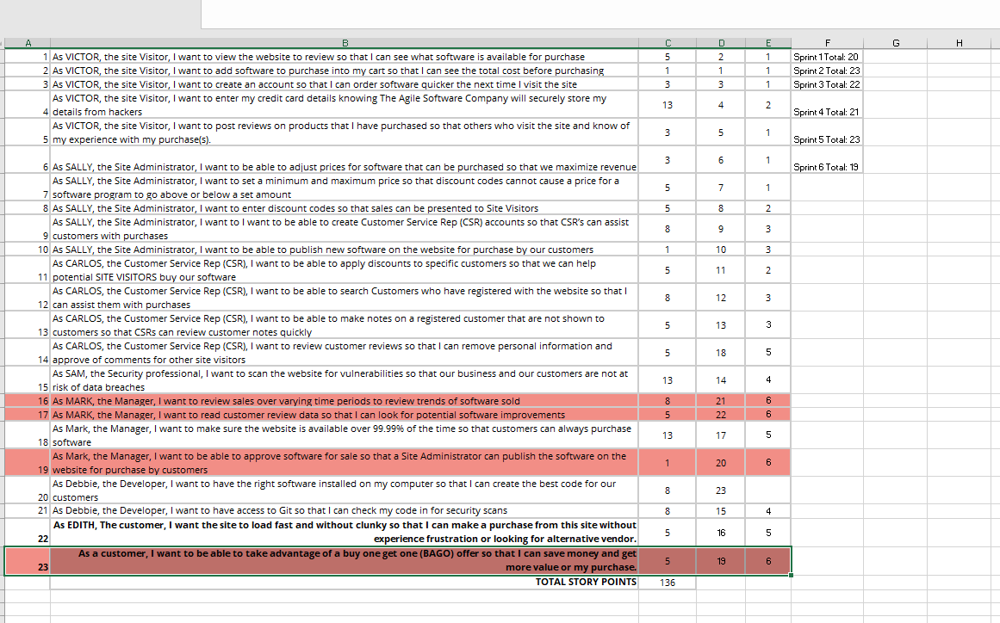 A B C D E F G H
1 As VICTOR, the site Visitor, I want to view the website to review so that I can see what software is available for purchase 5 2 1 Sprint 1 Total: 20
2 As VICTOR, the site Visitor, I want to add software to purchase into my cart so that I can see the total cost before purchasing 1 1 1 Sprint 2 Total: 23
3 As VICTOR, the site Visitor, I want to create an account so that I can order software quicker the next time I visit the site 3 3 1 Sprint 3 Total: 22
As VICTOR, the site Visitor, I want to enter my credit card details knowing The Agile Software Company will securely store my
4 details from hackers 13 4 2 Sprint 4 Total: 21
As VICTOR, the site Visitor, I want to post reviews on products that I have purchased so that others who visit the site and know of
5 my experience with my purchase(s). 3 5 1 Sprint 5 Total: 23
6 As SALLY, the Site Administrator, I want to be able to adjust prices for software that can be purchased so that we maximize revenue 3 6 1 Sprint 6 Total: 19
As SALLY, the Site Administrator, I want to set a minimum and maximum price so that discount codes cannot cause a price for a
7 software program to go above or below a set amount 5 7 1
8 As SALLY, the Site Administrator, I want to enter discount codes so that sales can be presented to Site Visitors 5 8 2
As SALLY, the Site Administrator, I want to I want to be able to create Customer Service Rep (CSR) accounts so that CSR's can assist
9 customers with purchases 8 9 3
10 As SALLY, the Site Administrator, I want to be able to publish new software on the website for purchase by our customers 1 10 3
As CARLOS, the Customer Service Rep (CSR), I want to be able to apply discounts to specific customers so that we can help
11 potential SITE VISITORS buy our software 5 11 2
As CARLOS, the Customer Service Rep (CSR), I want to be able to search Customers who have registered with the website so that I
12 can assist them with purchases 8 12 3
As CARLOS, the Customer Service Rep (CSR), I want to be able to make notes on a registered customer that are not shown to
13 customers so that CSRs can review customer notes quickly 5 13 3
As CARLOS, the Customer Service Rep (CSR), I want to review customer reviews so that I can remove personal information and
14 approve of comments for other site visitors 5 18 5
As SAM, the Security professional, I want to scan the website for vulnerabilities so that our business and our customers are not at
15 risk of data breaches 13 14 4
16 As MARK, the Manager, I want to review sales over varying time periods to review trends of software sold 8 21 6
17 As MARK, the Manager, I want to read customer review data so that I can look for potential software improvements 5 22 6
As Mark, the Manager, I want to make sure the website is available over 99.99% of the time so that customers can always purchase
18 software 13 17 5
As Mark, the Manager, I want to be able to approve software for sale so that a Site Administrator can publish the software on the
19 website for purchase by customers 1 20 6
As Debbie, the Developer, I want to have the right software installed on my computer so that I can create the best code for our
20 customers 8 23
21 As Debbie, the Developer, I want to have access to Git so that I can check my code in for security scans 8 15 4
As EDITH, The customer, I want the site to load fast and without clunky so that I can make a purchase from this site without
22 experience frustration or looking for alternative vendor. 5 16 5
As a customer, I want to be able to take advantage of a buy one get one (BAGO) offer so that I can save money and get
23 more value or my purchase. 5 19 6
TOTAL STORY POINTS 136